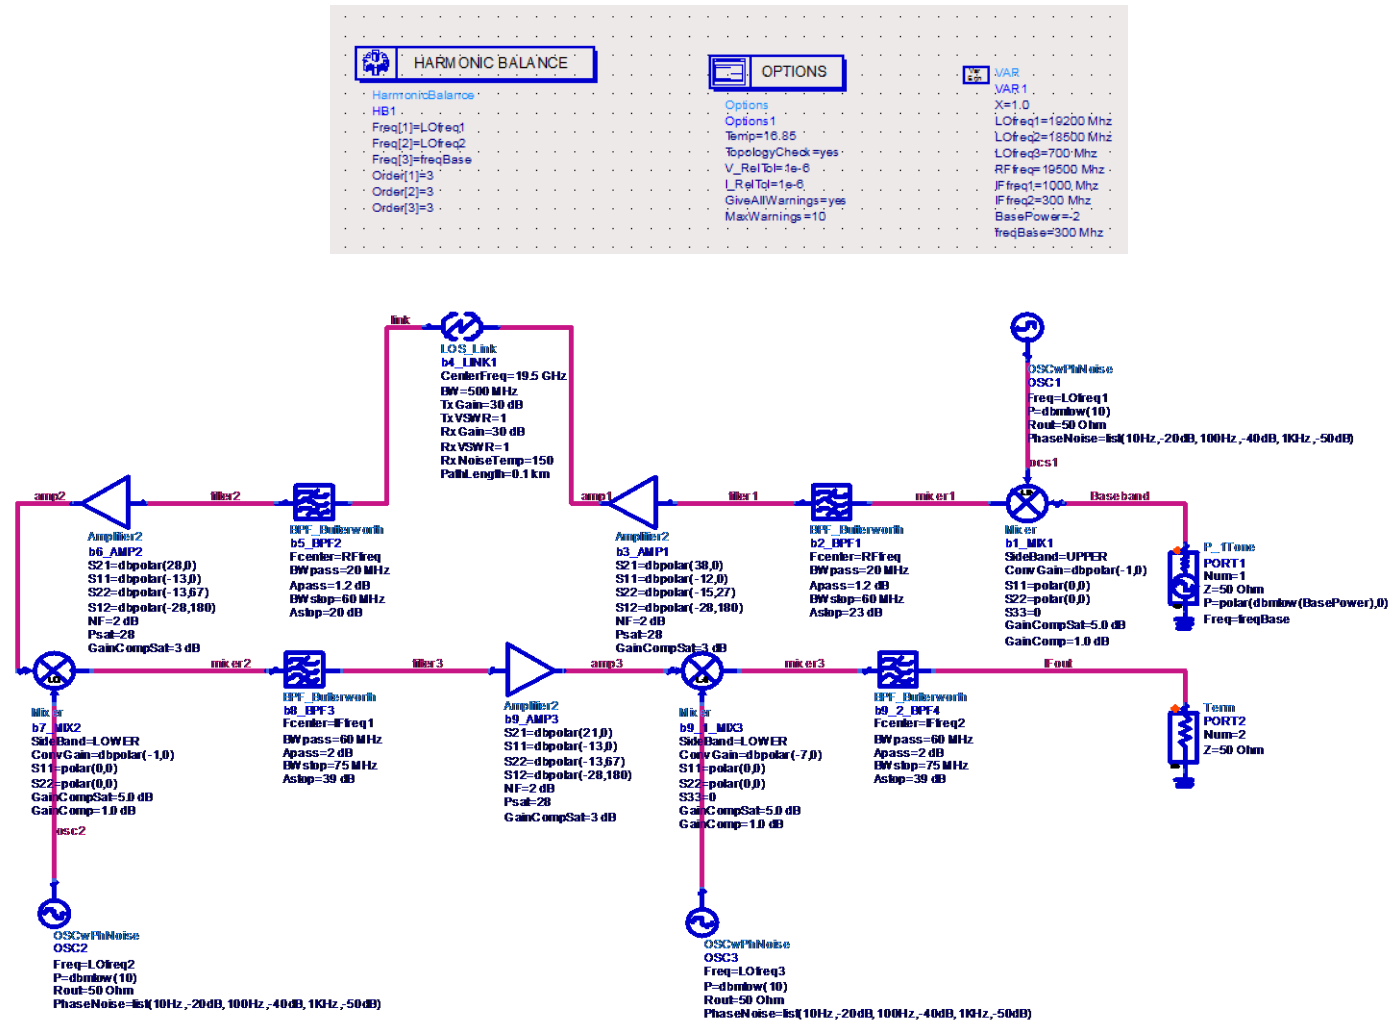 HARMONIC BALANCE
HarmonicBalance
HB1
Freq[1]=LOfreq1
Freq[2]=LOfreq2
Freq[3]=freqBase
Order[1]=3
Order[2]=3
Order[3]=3
OPTIONS
Options
Options1
Temp=16.85
TopologyCheck=yes
V_RelTol=1e-6
I_RelTol=1e-6
GiveAllWarnings=yes
MaxWarnings=10
Var
Eqn
VAR
VAR1
X=1.0
LOfreq1=19200 Mhz
LOfreq2=18500 Mhz
LOfreq3=700 Mhz
RFfreq=19500 Mhz
IFfreq1=1000 Mhz
IFfreq2=300 Mhz
BasePower=-2
freqBase=300 Mhz
link
LOS_Link
b4_LINK1
CenterFreq=19.5 GHz
BW=500 MHz
TxGain=30 dB
TxVSWR=1
RxGain=30 dB
RxVSWR=1
RxNoiseTemp=150
PathLength=0.1 km
OSCwPhNoise
OSC1
Freq=LOfreq1
P=dbmtow(10)
Rout=50 Ohm
PhaseNoise=list(10Hz,-20dB,100Hz,-40dB,1KHz,-50dB)
ocs1
amp2
filler2
amp1
filler1
mixer1
Baseband
Amplifier2
b6_AMP2
S21=dbpolar(28,0)
S11=dbpolar(-13,0)
S22=dbpolar(-13,67)
S12=dbpolar(-28,180)
NF=2 dB
Psat=28
GainCompSat=3 dB
BPF_Butterworth
b5_BPF2
Fcenter=RFfreq
BWpass=20 MHz
Apass=1.2 dB
BWstop=60 MHz
Astop=20 dB
Amplifier2
b3_AMP1
S21=dbpolar(38,0)
S11=dbpolar(-12,0)
S22=dbpolar(-15,27)
S12=dbpolar(-28,180)
NF=2 dB
Psat=28
GainCompSat=3 dB
BPF_Butterworth
b2_BPF1
Fcenter=RFfreq
BWpass=20 MHz
Apass=1.2 dB
BWstop=60 MHz
Astop=23 dB
Mixer
b1_MIX1
SideBand=UPPER
ConvGain=dbpolar(-1,0)
S11=polar(0,0)
S22=polar(0,0)
S33=0
GainCompSat=5.0 dB
GainComp=1.0 dB
P_1Tone
PORT1
Num=1
Z=50 Ohm
P=polar(dbmtow(BasePower),0)
Freq=freqBase
mixer2
filler3
amp3
mixer3
IFout
Mixer
b7_MIX2
SideBand=LOWER
ConvGain=dbpolar(-1,0)
S11=polar(0,0)
S22=polar(0,0)
GainCompSat=5.0 dB
GainComp=1.0 dB
osc2
BPF_Butterworth
b8_BPF3
Fcenter=IFfreq1
BWpass=60 MHz
Apass=2 dB
BWstop=75 MHz
Astop=39 dB
Amplifier2
b9_AMP3
S21=dbpolar(21,0)
S11=dbpolar(-13,0)
S22=dbpolar(-13,67)
S12=dbpolar(-28,180)
NF=2 dB
Psat=28
GainCompSat=3 dB
Mixer
b9_1_MIX3
SideBand=LOWER
ConvGain=dbpolar(-7,0)
S11=polar(0,0)
S22=polar(0,0)
S33=0
GainCompSat=5.0 dB
GainComp=1.0 dB
BPF_Butterworth
b9_2_BPF4
Fcenter=IFfreq2
BWpass=60 MHz
Apass=2 dB
BWstop=75 MHz
Astop=39 dB
Term
PORT2
Num=2
Z=50 Ohm
OSCwPhNoise
OSC2
Freq=LOfreq2
P=dbmtow(10)
Rout=50 Ohm
PhaseNoise=list(10Hz,-20dB,100Hz,-40dB,1KHz,-50dB)
OSCwPhNoise
OSC3
Freq=LOfreq3
P=dbmtow(10)
Rout=50 Ohm
PhaseNoise=list(10Hz,-20dB,100Hz,-40dB,1KHz,-50dB)